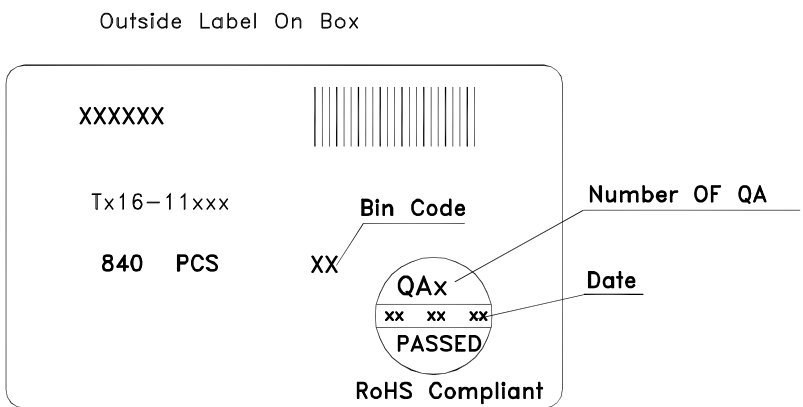 Outside Label On Box
XXXXXX
Tx16-11xxx
Bin Code
Number OF QA
840 PCS
XX
QAx
Date
xx xx xx
PASSED
RoHS Compliant